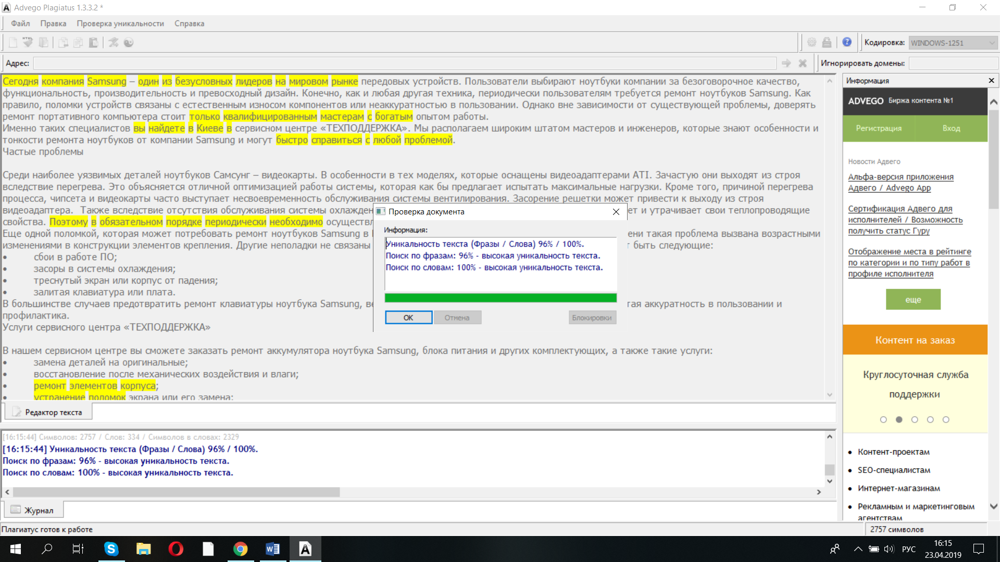 Advego Plagiatus 1.3.3.2 *
Файл Правка Проверка уникальности Справка
Кодировка: WINDOWS-1251
Адрес:
Игнорировать домены:
Сегодня компания Samsung – один из безусловных лидеров на мировом рынке передовых устройств. Пользователи выбирают ноутбуки компании за безоговорочное качество,
функциональность, производительность и превосходный дизайн. Конечно, как и любая другая техника, периодически пользователям требуется ремонт ноутбуков Samsung. Как
правило, поломки устройств связаны с естественным износом компонентов или неаккуратностью в пользовании. Однако вне зависимости от существующей проблемы, доверять
ремонт портативного компьютера стоит только квалифицированным мастерам с богатым опытом работы.
Именно таких специалистов вы найдете в Киеве в сервисном центре «ТЕХПОДДЕРЖКА». Мы располагаем широким штатом мастеров и инженеров, которые знают особенности и
тонкости ремонта ноутбуков от компании Samsung и могут быстро справиться с любой проблемой.
Частые проблемы
Среди наиболее уязвимых деталей ноутбуков Самсунг – видеокарты. В особенности в тех моделях, которые оснащены видеоадаптерами ATI. Зачастую они выходят из строя
вследствие перегрева. Это объясняется отличной оптимизацией работы системы, которая как бы предлагает испытать максимальные нагрузки. Кроме того, причиной перегрева
процесса, чипсета и видеокарты часто выступает несвоевременность обслуживания системы вентилирования. Засорение решетки может привести к выходу из строя
видеоадаптера. Также вследствие отсутствия обслуживания системы охлажден ет и утрачивает свои теплопроводящие
свойства. Поэтому в обязательном порядке периодически необходимо осуществл
Еще одной поломкой, которая может потребовать ремонт ноутбуков Samsung в ени такая проблема вызвана возрастными
изменениями в конструкции элементов крепления. Другие неполадки не связаны т быть следующие:
• сбои в работе ПО;
• засоры в системы охлаждения;
• треснутый экран или корпус от падения;
• залитая клавиатура или плата.
В большинстве случаев предотвратить ремонт клавиатуры ноутбука Samsung, ве тая аккуратность в пользовании и
профилактика.
Услуги сервисного центра «ТЕХПОДДЕРЖКА»
В нашем сервисном центре вы сможете заказать ремонт аккумулятора ноутбука Samsung, блока питания и других комплектующих, а также такие услуги:
• замена деталей на оригинальные;
• восстановление после механических воздействия и влаги;
• ремонт элементов корпуса;
• устранение поломок экрана или его замена;
Проверка документа
Информация:
Уникальность текста (Фразы / Слова) 96% / 100%.
Поиск по фразам: 96% - высокая уникальность текста.
Поиск по словам: 100% - высокая уникальность текста.
OK Отмена Блокировки
Редактор текста
[16:15:44] Символов: 2757 / Слов: 334 / Символов в словах: 2329
[16:15:44] Уникальность текста (Фразы / Слова) 96% / 100%.
Поиск по фразам: 96% - высокая уникальность текста.
Поиск по словам: 100% - высокая уникальность текста.
Журнал
Плагиатус готов к работе
2757 символов
Информация
ADVEGO Биржа контента №1
Регистрация Вход
Новости Адвего
Альфа-версия приложения
Адвего / Advego App
Сертификация Адвего для
исполнителей / Возможность
получить статус Гуру
Отображение места в рейтинге
по категории и по типу работ в
профиле исполнителя
еще
Контент на заказ
Круглосуточная служба
поддержки
• Контент-проектам
• SEO-специалистам
• Интернет-магазинам
• Рекламным и маркетинговым
агентствам
РУС
16:15
23.04.2019